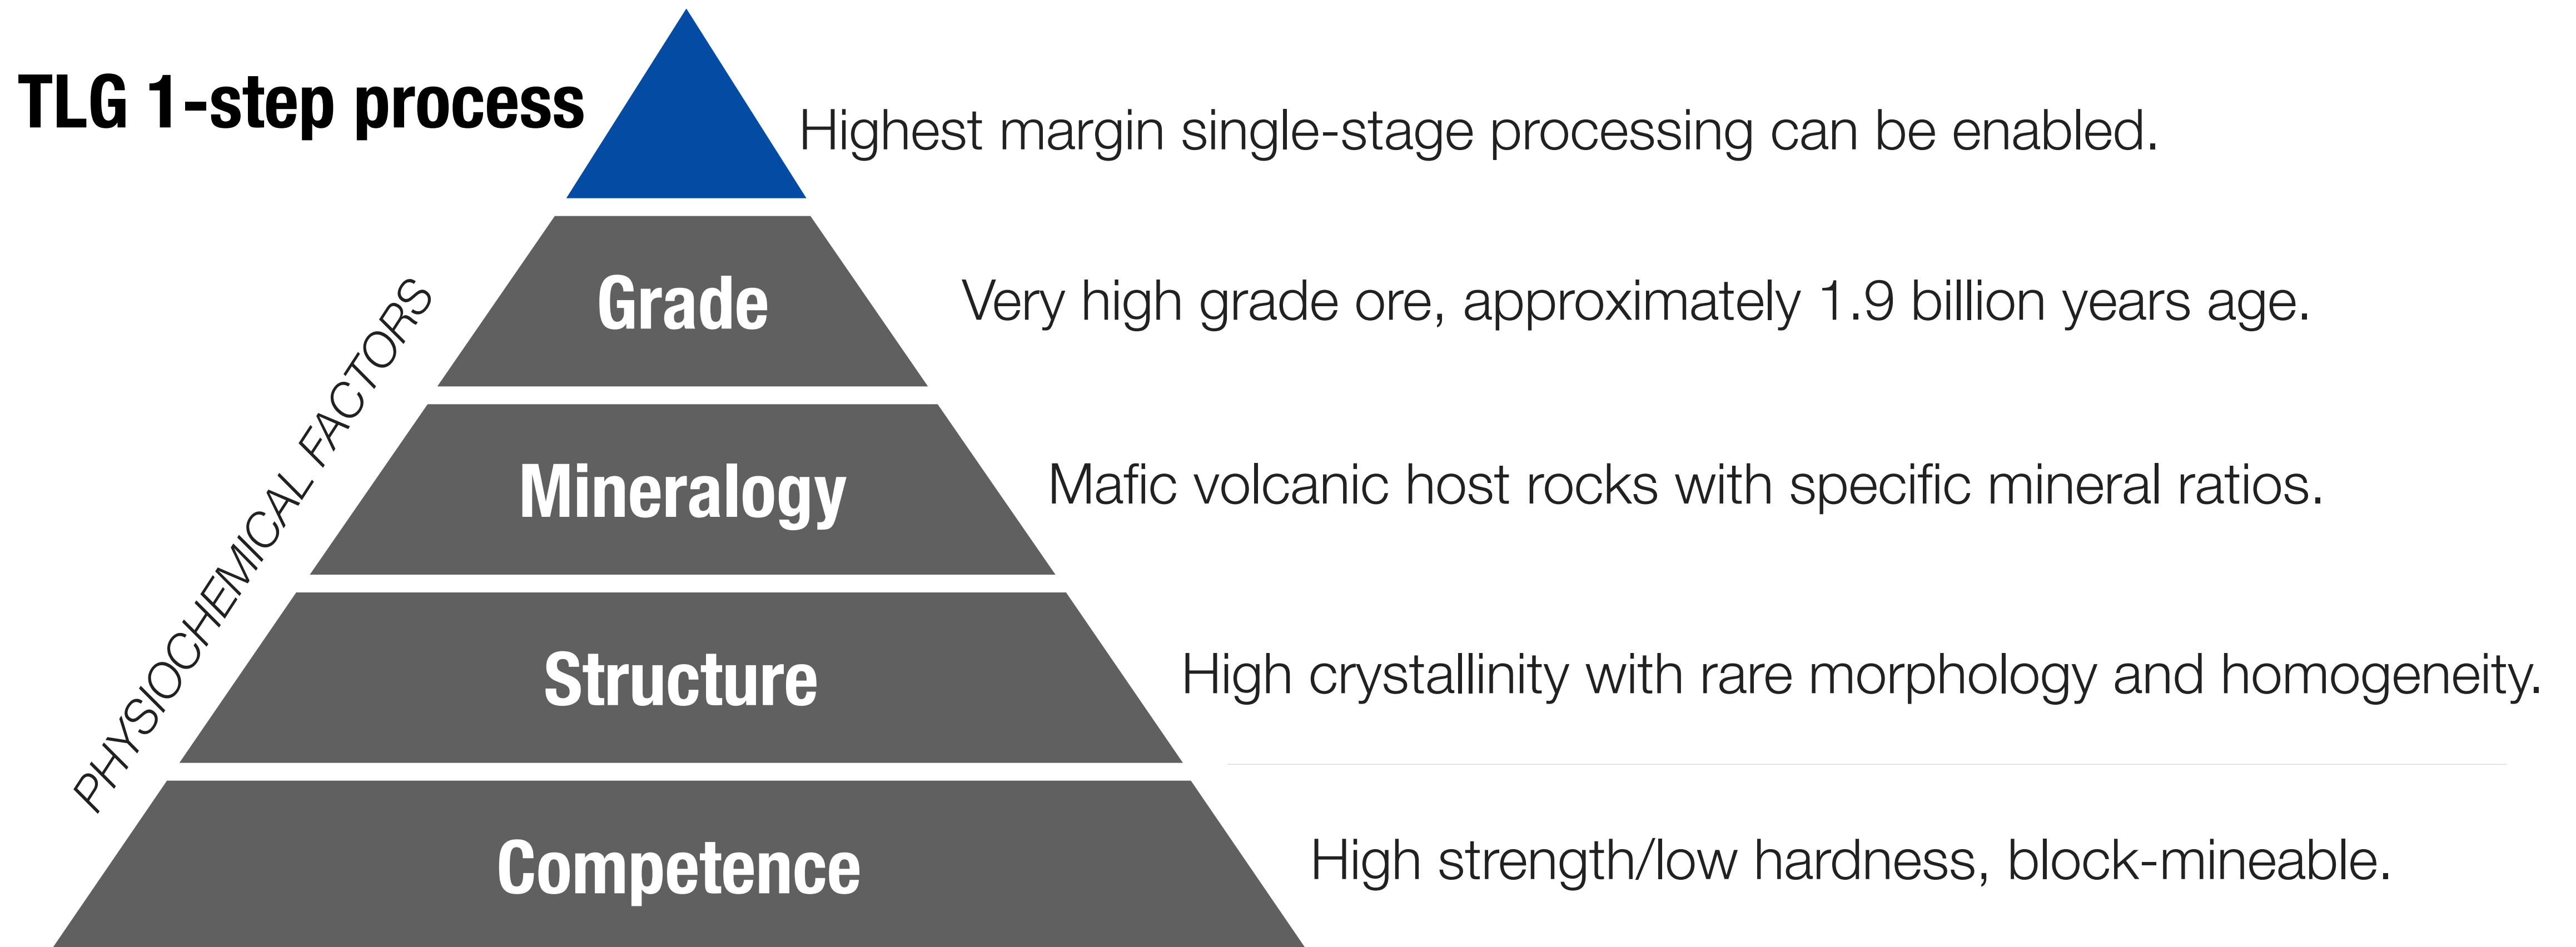 TLG 1-step process
Highest margin single-stage processing can be enabled.
PHYSIOCHEMICAL FACTORS
Grade
Very high grade ore, approximately 1.9 billion years age.
Mineralogy
Mafic volcanic host rocks with specific mineral ratios.
Structure
High crystallinity with rare morphology and homogeneity.
Competence
High strength/low hardness, block-mineable.